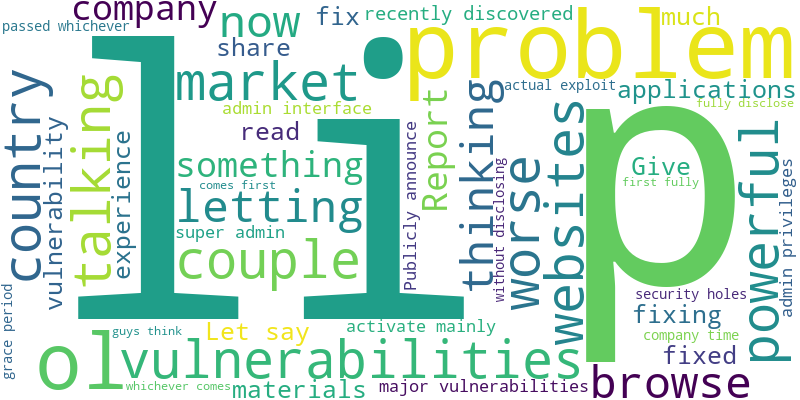 company
now
fix
recently discovered
much
passed whichever
share
problem
li
market
actual exploit
applications
admin interface
fully disclose
country
talking
read
Report
thinking
websites
p
powerful
vulnerability
experience
something
Publicly announce
worse
Give
comes first
first fully
letting
without disclosing
admin privileges
super admin
couple
security holes
grace period
guys think
Let say
activate mainly
fixing
company time
ol
vulnerabilities
fixed
whichever comes
materials
major vulnerabilities
browse